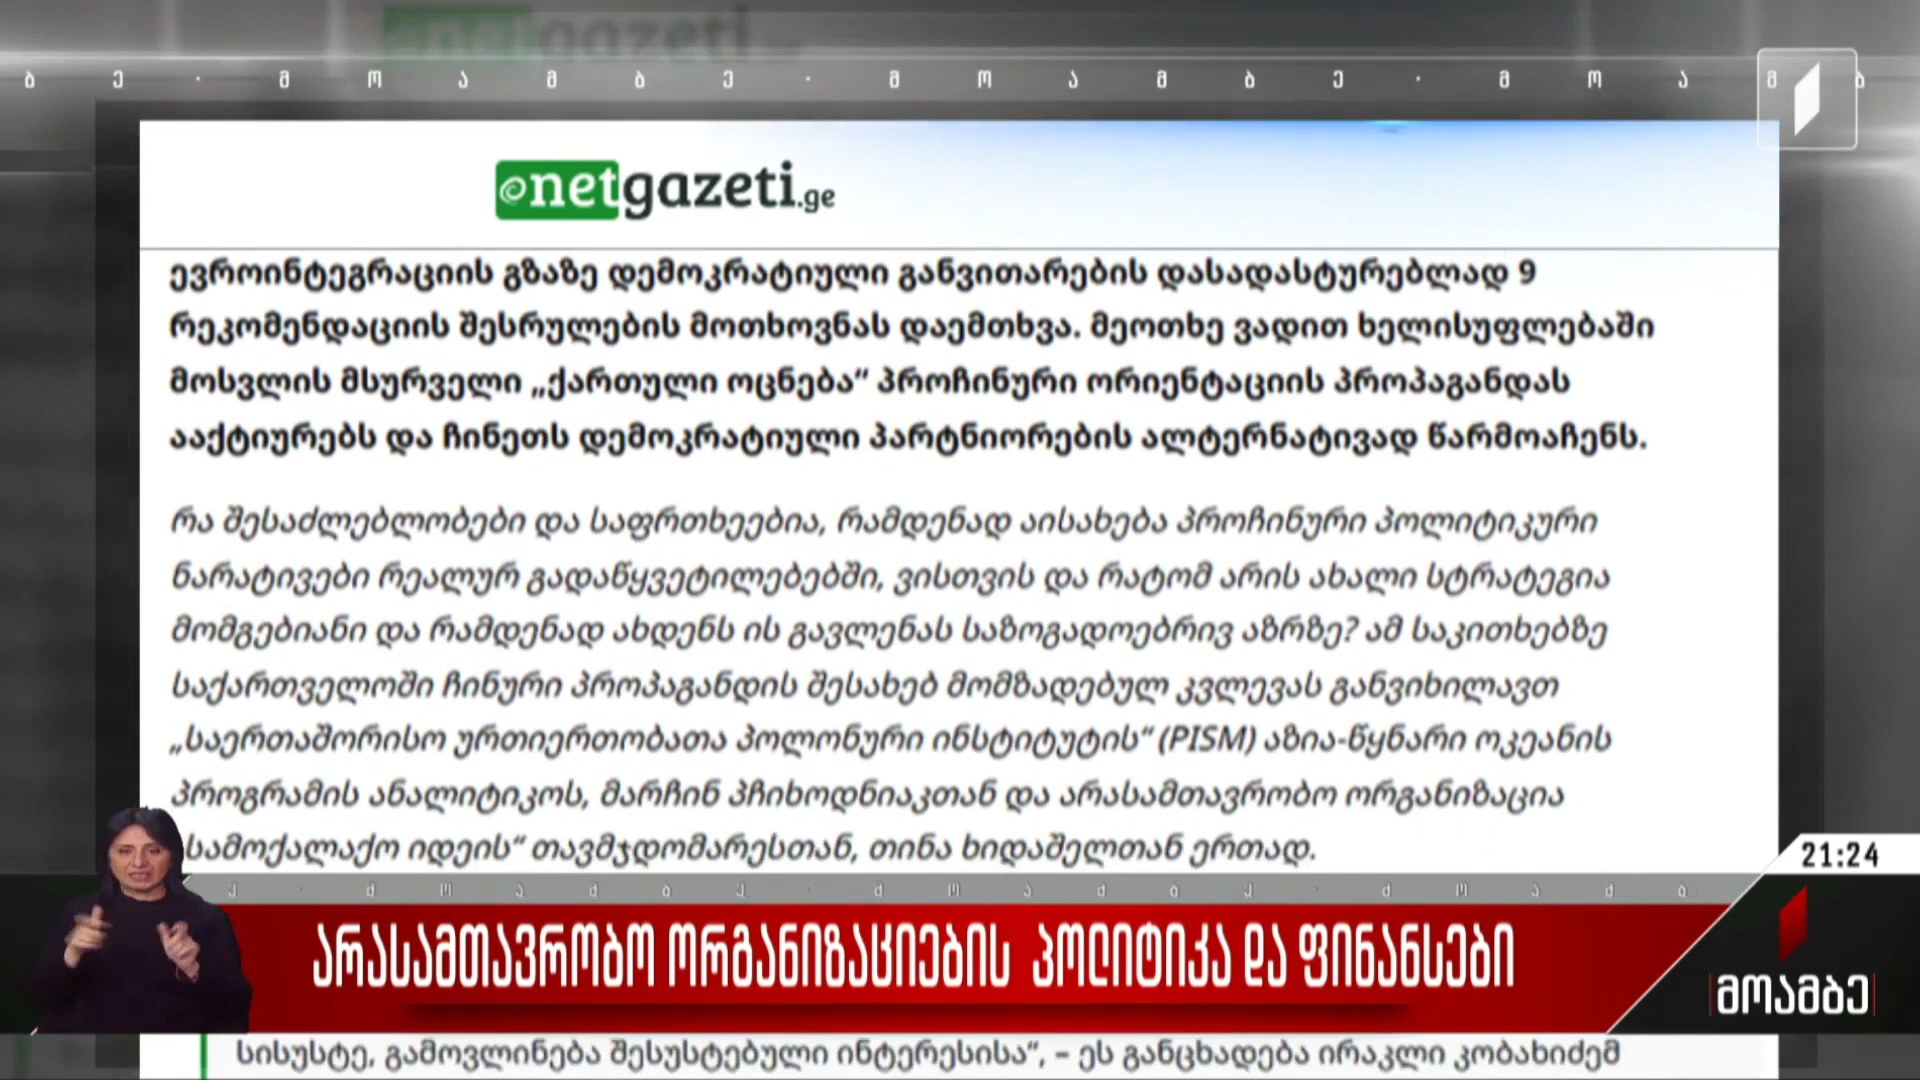 netgazeti.ge
ბ ე · მ ო ა მ ბ ე · მ ო ა მ ბ ე · მ ო ა მ ბ
netgazeti.ge
ევროინტეგრაციის გზაზე დემოკრატიული განვითარების დასადასტურებლად 9
რეკომენდაციის შესრულების მოთხოვნას დაემთხვა. მეოთხე ვადით ხელისუფლებაში
მოსვლის მსურველი „ქართული ოცნება“ პროჩინური ორიენტაციის პროპაგანდას
ააქტიურებს და ჩინეთს დემოკრატიული პარტნიორების ალტერნატივად წარმოაჩენს.
რა შესაძლებლობები და საფრთხეებია, რამდენად აისახება პროჩინური პოლიტიკური
ნარატივები რეალურ გადაწყვეტილებებში, ვისთვის და რატომ არის ახალი სტრატეგია
მომგებიანი და რამდენად ახდენს ის გავლენას საზოგადოებრივ აზრზე? ამ საკითხებზე
საქართველოში ჩინური პროპაგანდის შესახებ მომზადებულ კვლევას განვიხილავთ
„საერთაშორისო ურთიერთობათა პოლონური ინსტიტუტის“ (PISM) აზია-წყნარი ოკეანის
პროგრამის ანალიტიკოს, მარჩინ პჩიხოდნიაკთან და არასამთავრობო ორგანიზაცია
სამოქალაქო იდეის“ თავმჯდომარესთან, თინა ხიდაშელთან ერთად.
21:24
არასამთავრობო ორგანიზაციების პოლიტიკა და ფინანსები
მოამბე
სისუსტე, გამოვლინება შესუსტებული ინტერესისა“, – ეს განცხადება ირაკლი კობახიძემ